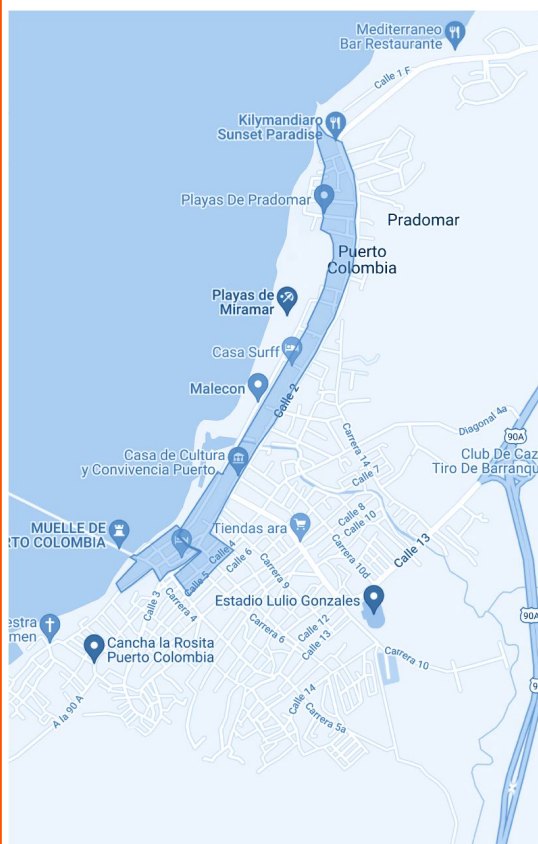 Mediterraneo
Bar Restaurante
Calle 1 F
Kilymandiaro
Sunset Paradise
Playas De Pradomar
Pradomar
Puerto
Colombia
Playas de
Miramar
Casa Surff
Malecon
Calle 2
Diagonal 4a
90A
Casa de Cultura
y Convivencia Puerto
Carrera 14
Calle 7
Club De Caz
Tiro De Barranqu
MUELLE DE
RTO COLOMBIA
Tiendas ara
Calle 8
Calle 10
Calle 13
Calle 4
Calle 6
Calle 5
Carrera 9
Carrera 10d
Estadio Lulio Gonzales
Calle 3
Carrera 4
90A
estra
men
Cancha la Rosita
Puerto Colombia
Carrera 6
Calle 12
Calle 13
Carrera 10
A la 90 A
Calle 14
Carrera 5a
9